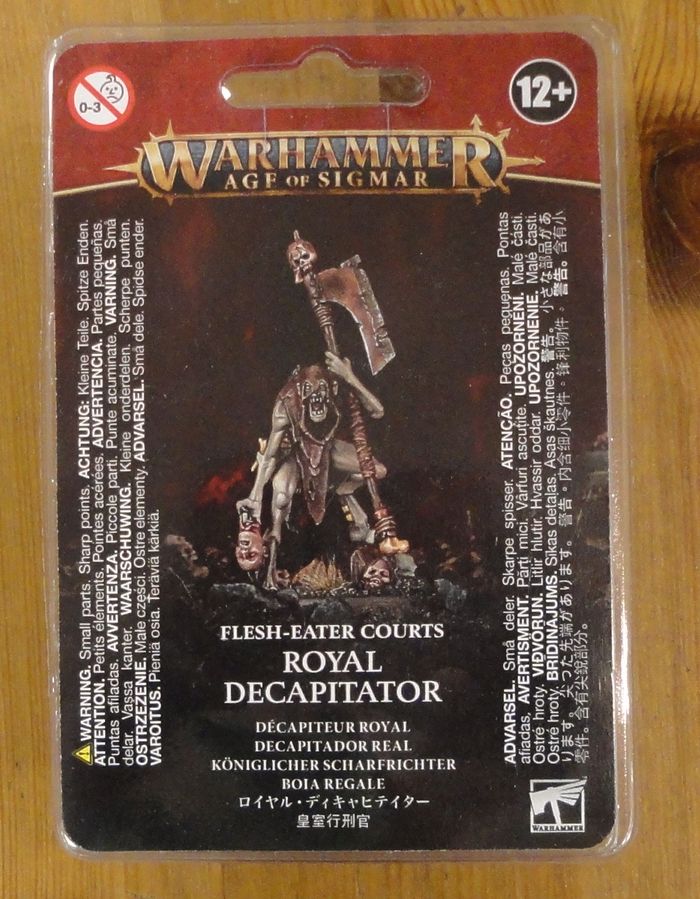 0-3
12+
WARHAMMER
AGE OF SIGMAR
WARNING. Small parts. Sharp points. ACHTUNG: Kleine Teile. Spitze Enden.
ATTENTION. Petits éléments. Pointes acérées. ADVERTENCIA. Partes pequeñas.
Puntas afiladas. AVVERTENZA. Piccole parti. Punte acuminate. VARNING. Små
delar. Vassa kanter. WAARSCHUWING. Kleine onderdelen. Scherpe punten.
OSTRZEŻENIE. Małe części. Ostre elementy. ADVARSEL. Små dele. Spidse ender.
VAROITUS. Pieniä osia. Teräviä kärkiä.
ADVARSEL. Små deler. Skarpe spisser. ATENÇÃO. Peças pequenas. Pontas
afiadas. AVERTISMENT. Părți mici. Vârfuri ascuțite. UPOZORNĚNÍ. Malé části.
Ostré hroty. VIÐVÖRUN. Litlir hlutir. Hvassir oddar. UPOZORNENIE. Malé časti.
Ostré hroty. BRĪDINĀJUMS. Sīkas detaļas. Asas šķautnes. 警告。 小さな部品があ
ります。尖った先端があります。警告。内含细小零件。锋利物件。警告。含有小
零件。含有尖銳部分。
FLESH-EATER COURTS
ROYAL
DECAPITATOR
DÉCAPITEUR ROYAL
DECAPITADOR REAL
KÖNIGLICHER SCHARFRICHTER
BOIA REGALE
ロイヤル・ディキャピテイター
皇室行刑官
WARHAMMER